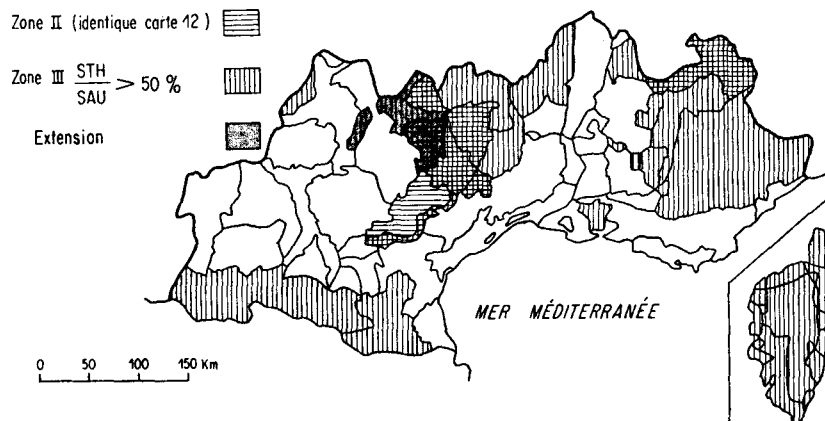 Zone II (identique carte 12)
Zone III STH / SAU > 50 %
Extension
MER MÉDITERRANÉE
0 50 100 150 Km